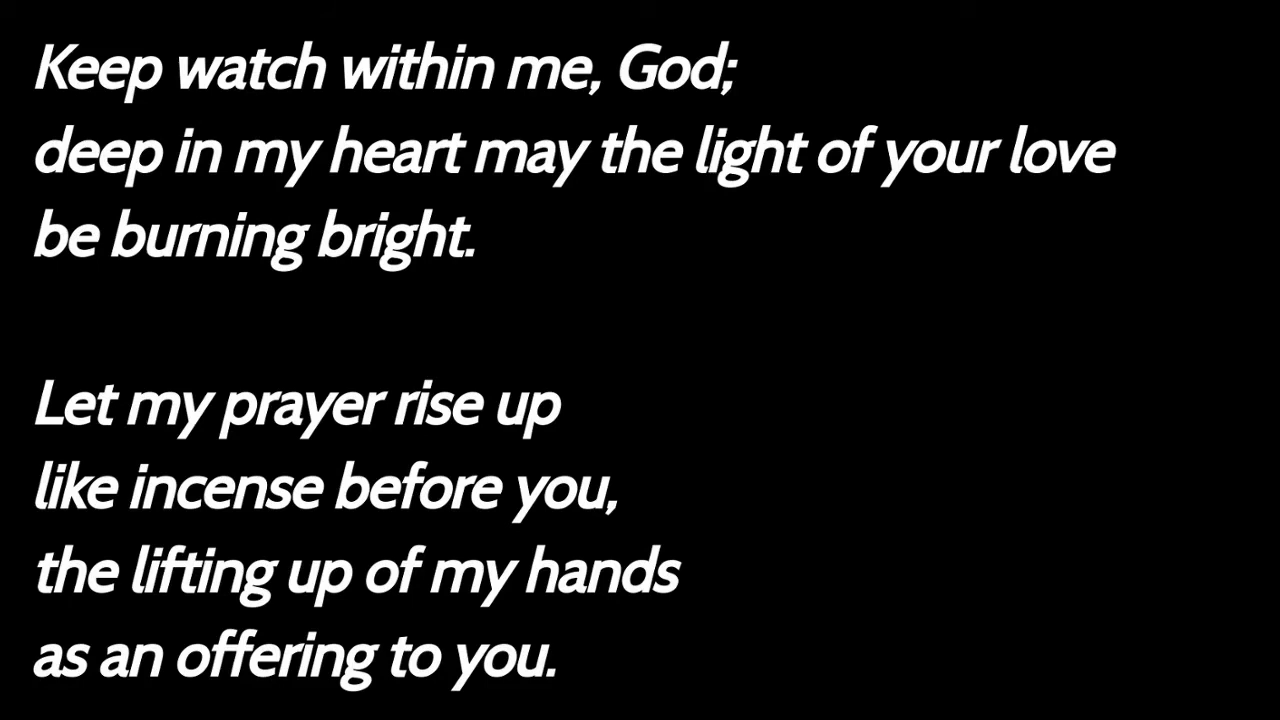 Keep watch within me, God;
deep in my heart may the light of your love
be burning bright.
Let my prayer rise up
like incense before you,
the lifting up of my hands
as an offering to you.